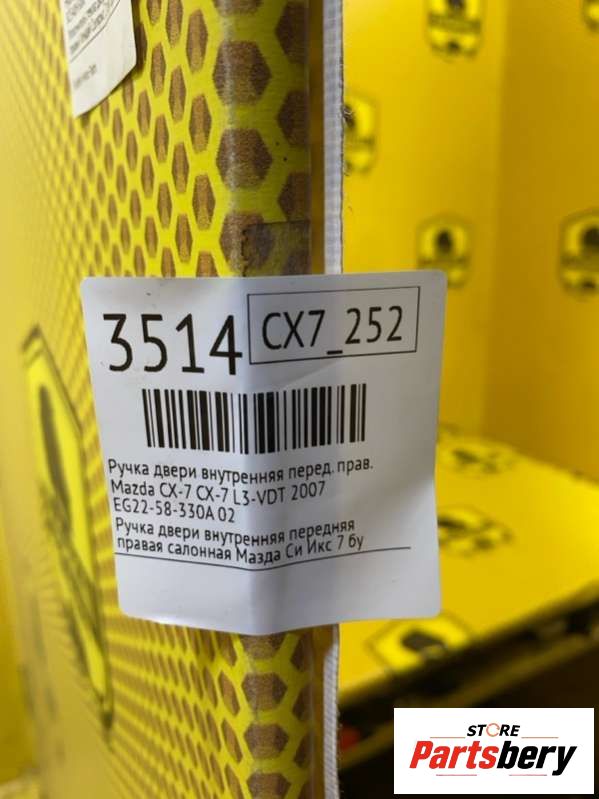 3514
CX7_252
Ручка двери внутренняя перед. прав.
Mazda CX-7 CX-7 L3-VDT 2007
EG22-58-330A 02
Ручка двери внутренняя передняя
правая салонная Мазда Си Икс 7 бу
STORE
Partsbery